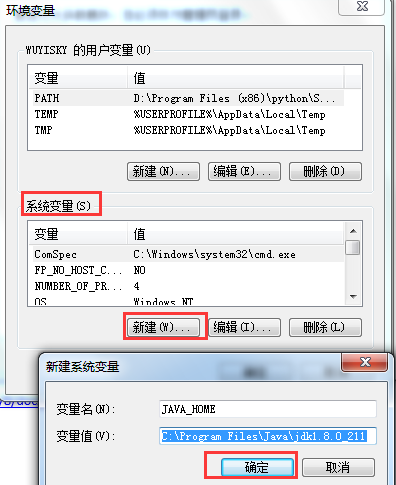 环境变量
WUYISKY 的用户变量(U)
变量 值
PATH D:\Program Files (x86)\python\S...
TEMP %USERPROFILE%\AppData\Local\Temp
TMP %USERPROFILE%\AppData\Local\Temp
新建(N)... 编辑(E)... 删除(D)
系统变量(S)
变量 值
ComSpec C:\Windows\system32\cmd.exe
FP_NO_HOST_C... NO
NUMBER_OF_PR... 4
OS Windows_NT
新建(W)... 编辑(I)... 删除(L)
新建系统变量
变量名(N): JAVA_HOME
变量值(V): C:\Program Files\Java\jdk1.8.0_211
确定 取消